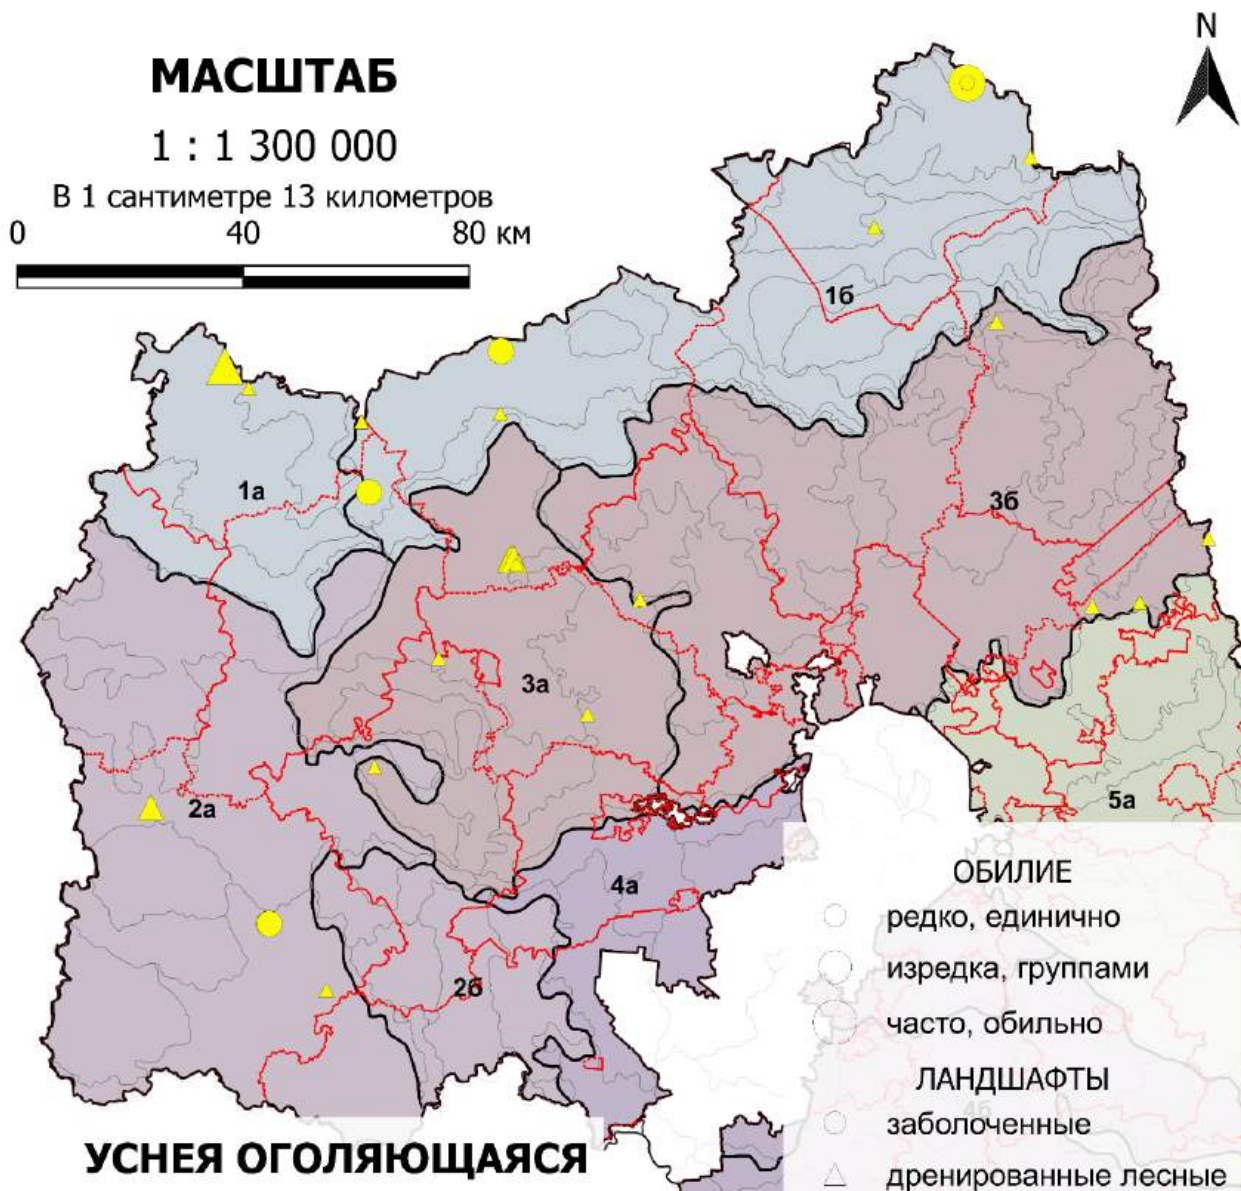 N
МАСШТАБ
1 : 1 300 000
В 1 сантиметре 13 километров
0 40 80 км
1б
1а
3б
3а
2а
5а
4а
2б
ОБИЛИЕ
редко, единично
изредка, группами
часто, обильно
ЛАНДШАФТЫ
4б
заболоченные
дренированные лесные
УСНЕЯ ОГОЛЯЮЩАЯСЯ